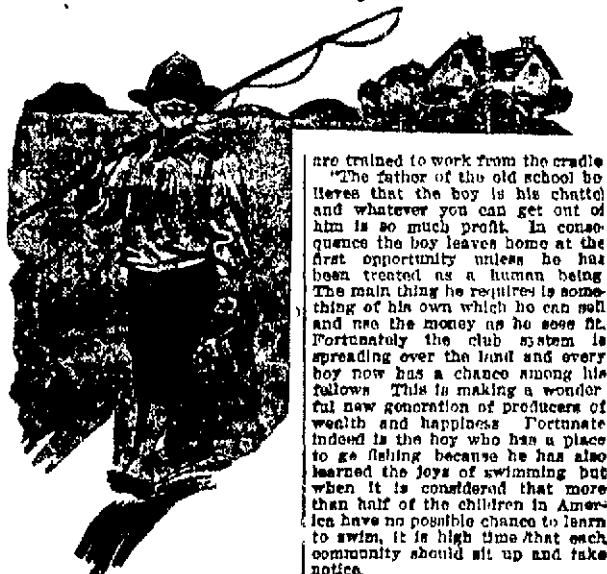 are trained to work from the cradle
"The father of the old school be
lieves that the boy is his chattel
and whatever you can get out of
him is so much profit. In conse-
quence the boy leaves home at the
first opportunity unless he has
been treated as a human being
The main thing he requires is some-
thing of his own which he can sell
and use the money as he sees fit.
Fortunately the club system is
spreading over the land and every
boy now has a chance among his
fellows This is making a wonder
ful new generation of producers of
wealth and happiness Fortunate
indeed is the boy who has a place
to go fishing because he has also
learned the joys of swimming but
when it is considered that more
than half of the children in Amer-
ica have no possible chance to learn
to swim, it is high time that each
community should sit up and take
notice.